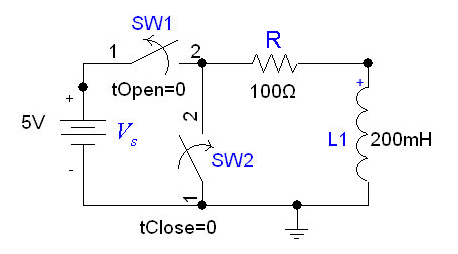 SW1
1
2
R
tOpen=0
100Ω
+
+
5V
Vs
2
SW2
L1
200mH
-
1
tClose=0